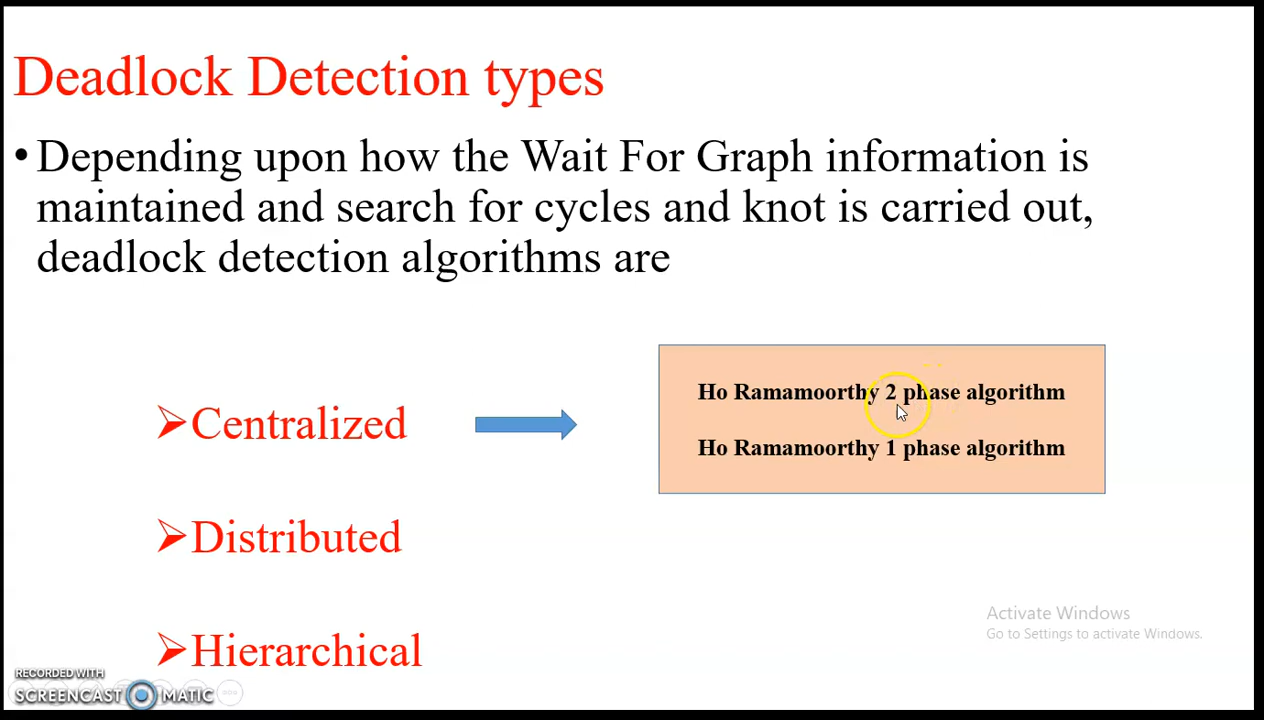 Deadlock Detection types
• Depending upon how the Wait For Graph information is
maintained and search for cycles and knot is carried out,
deadlock detection algorithms are
Ho Ramamoorthy 2 phase algorithm
➢Centralized
Ho Ramamoorthy 1 phase algorithm
➢Distributed
Activate Windows
Go to Settings to activate Windows.
➢Hierarchical
RECORDED WITH
SCREENCAST MATIC